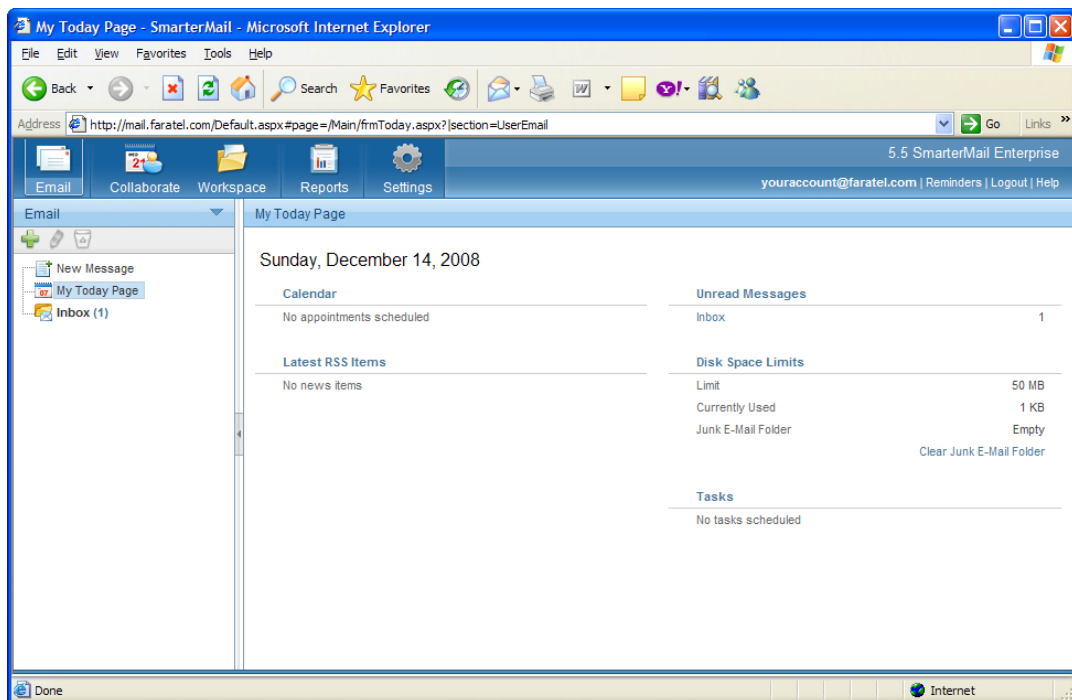 My Today Page - SmarterMail - Microsoft Internet Explorer
File Edit View Favorites Tools Help
Back Search Favorites
Address http://mail.faratel.com/Default.aspx#page=/Main/frmToday.aspx?|section=UserEmail Go Links »
5.5 SmarterMail Enterprise
Email Collaborate Workspace Reports Settings
youraccount@faratel.com | Reminders | Logout | Help
Email
My Today Page
New Message
My Today Page
Inbox (1)
Sunday, December 14, 2008
Calendar
No appointments scheduled
Latest RSS Items
No news items
Unread Messages
Inbox 1
Disk Space Limits
Limit 50 MB
Currently Used 1 KB
Junk E-Mail Folder Empty
Clear Junk E-Mail Folder
Tasks
No tasks scheduled
Done Internet